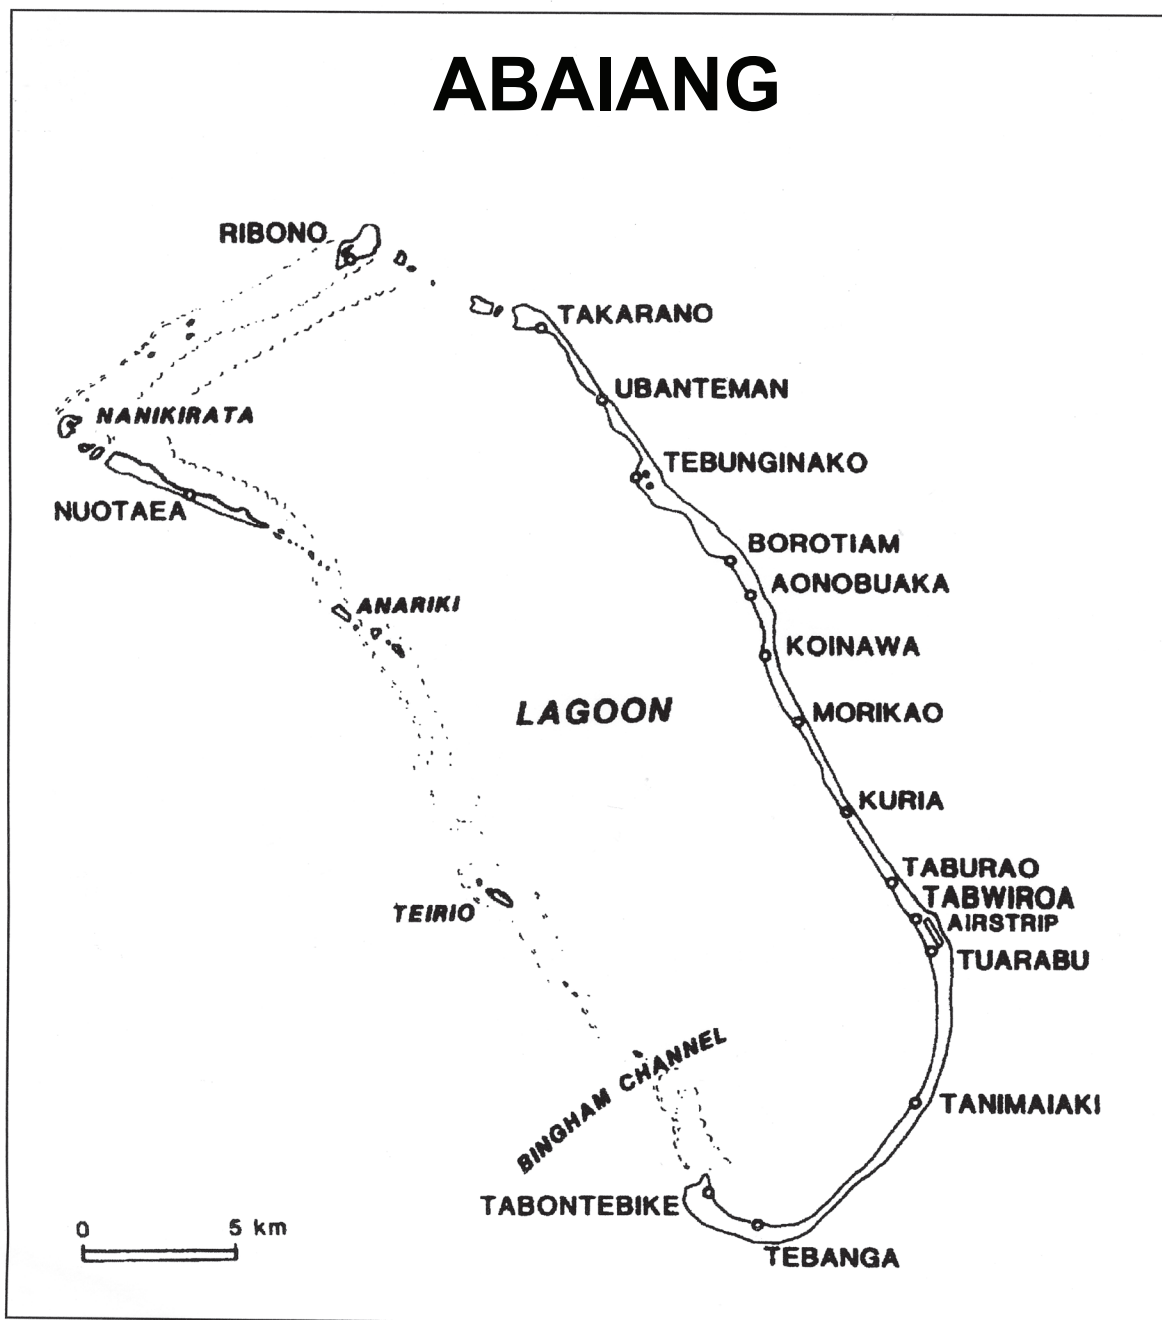 ABAIANG
RIBONO
TAKARANO
UBANTEMAN
NANIKIRATA
TEBUNGINAKO
NUOTAEA
BOROTIAM
AONOBUAKA
ANARIKI
KOINAWA
LAGOON
MORIKAO
KURIA
TABURAO
TABWIROA
TEIRIO
AIRSTRIP
TUARABU
BINGHAM CHANNEL
TANIMAIAKI
TABONTEBIKE
0 5 km
TEBANGA